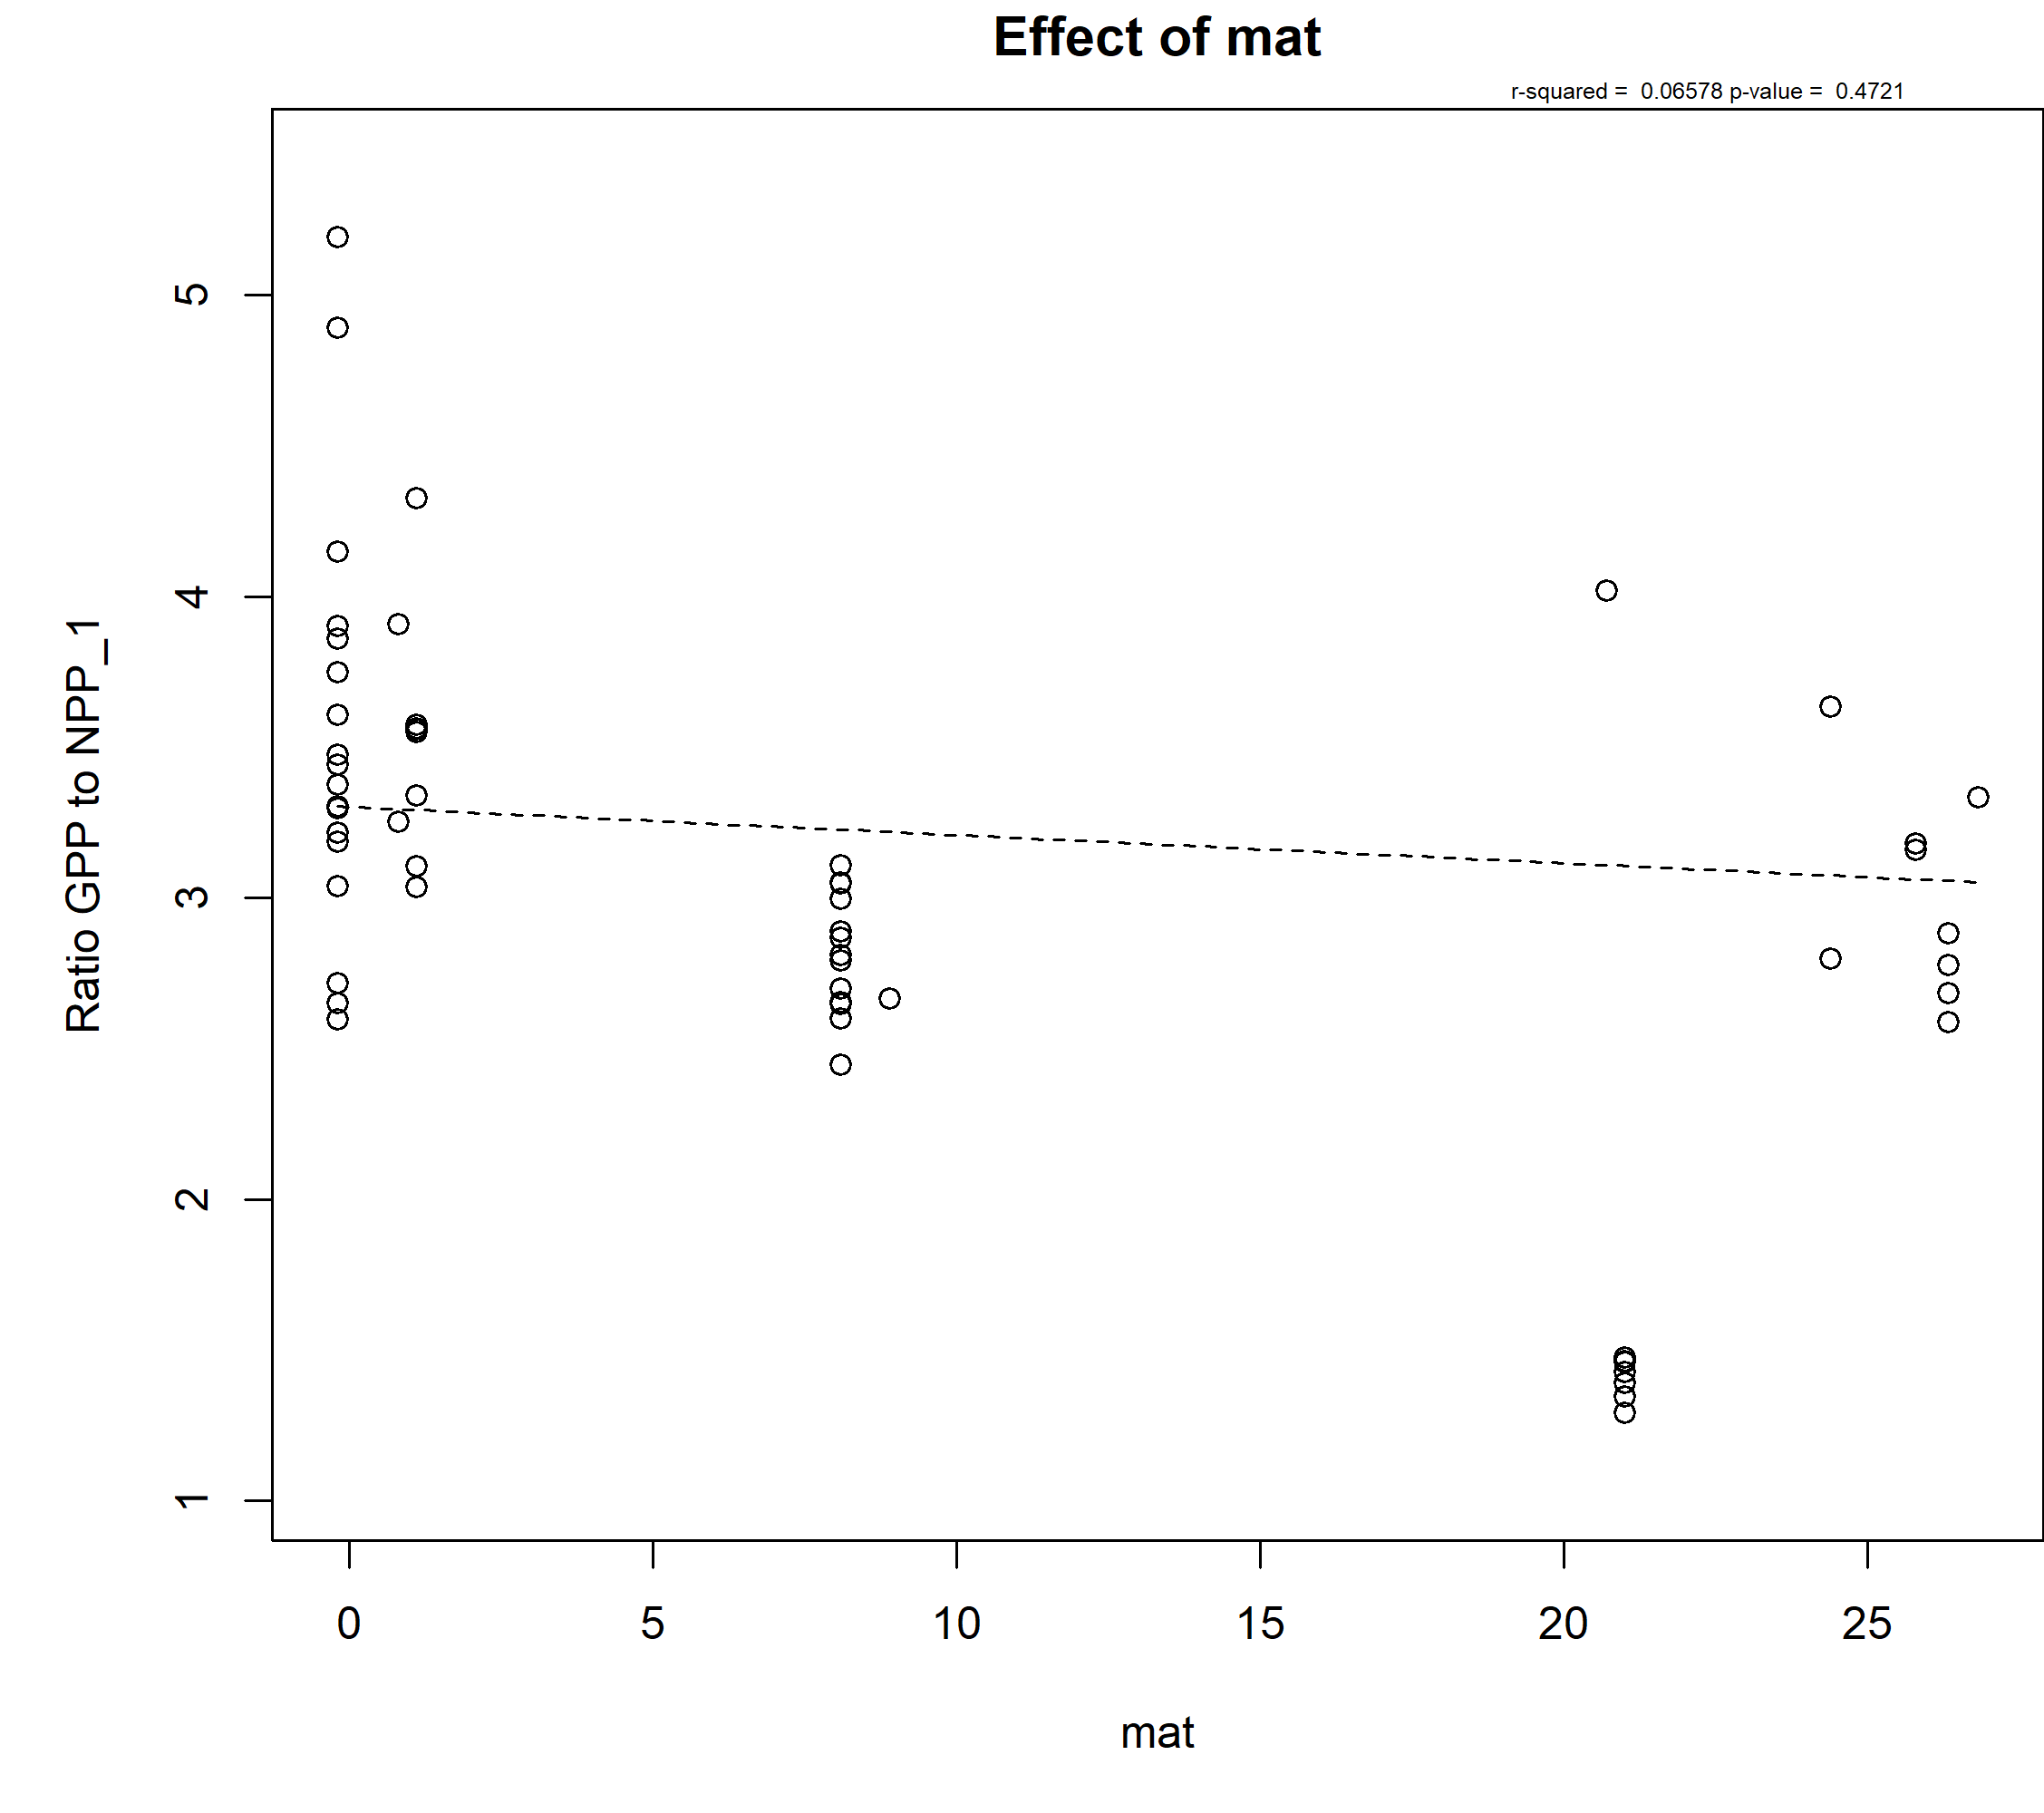 Effect of mat
r-squared =  0.06578 p-value =  0.4721
Ratio GPP to NPP_1
5
4
3
2
1
0 5 10 15 20 25
mat